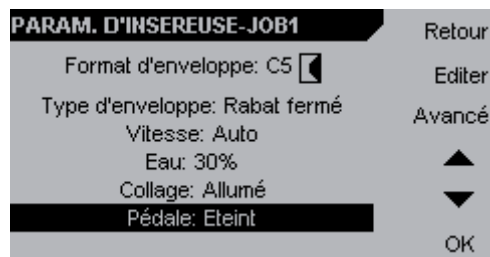 PARAM. D'INSEREUSE-JOB1
Retour
Format d'enveloppe: C5
Editer
Type d'enveloppe: Rabat fermé
Avancé
Vitesse: Auto
Eau: 30%
Collage: Allumé
Pédale: Eteint
OK